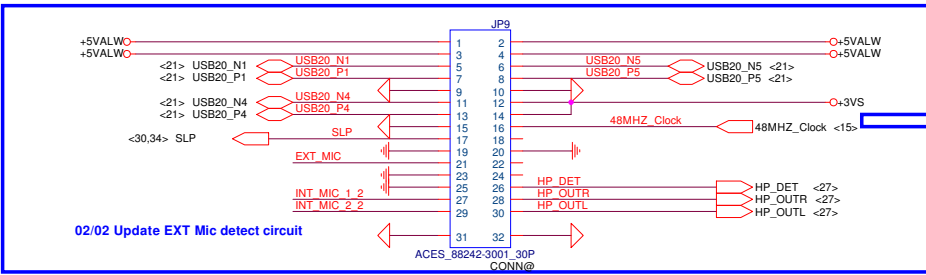 JP9
+5VALW 1 2 +5VALW
+5VALW 3 4 +5VALW
<21> USB20_N1 USB20_N1 5 6 USB20_N5 USB20_N5 <21>
<21> USB20_P1 USB20_P1 7 8 USB20_P5 USB20_P5 <21>
9 10
<21> USB20_N4 USB20_N4 11 12 +3VS
<21> USB20_P4 USB20_P4 13 14
15 16 48MHZ_Clock 48MHZ_Clock <15>
<30,34> SLP SLP 17 18
19 20
EXT_MIC 21 22
23 24
25 26 HP_DET HP_DET <27>
INT_MIC_1_2 27 28 HP_OUTR HP_OUTR <27>
INT_MIC_2_2 29 30 HP_OUTL HP_OUTL <27>
02/02 Update EXT Mic detect circuit
31 32
ACES_88242-3001_30P
CONN@